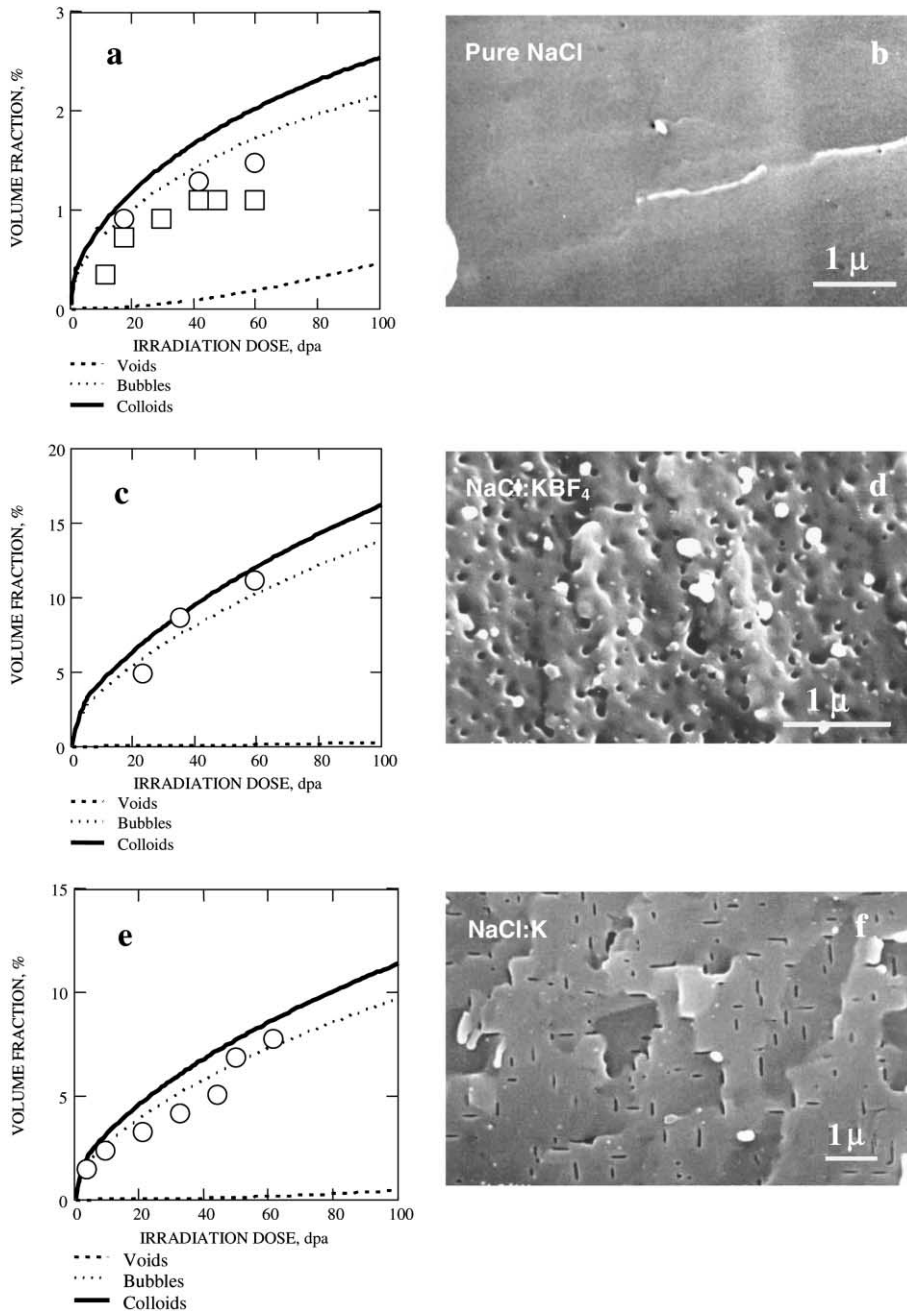 3
2
1
0
VOLUME FRACTION, %
a
0
20
40
60
80
100
IRRADIATION DOSE, dpa
Voids
Bubbles
Colloids
Pure NaCl
b
1 μ
20
15
10
5
0
VOLUME FRACTION, %
c
0
20
40
60
80
100
IRRADIATION DOSE, dpa
Voids
Bubbles
Colloids
NaCl:KBF₄
d
1 μ
15
10
5
0
VOLUME FRACTION, %
e
0
20
40
60
80
100
IRRADIATION DOSE, dpa
Voids
Bubbles
Colloids
NaCl:K
f
1 μ